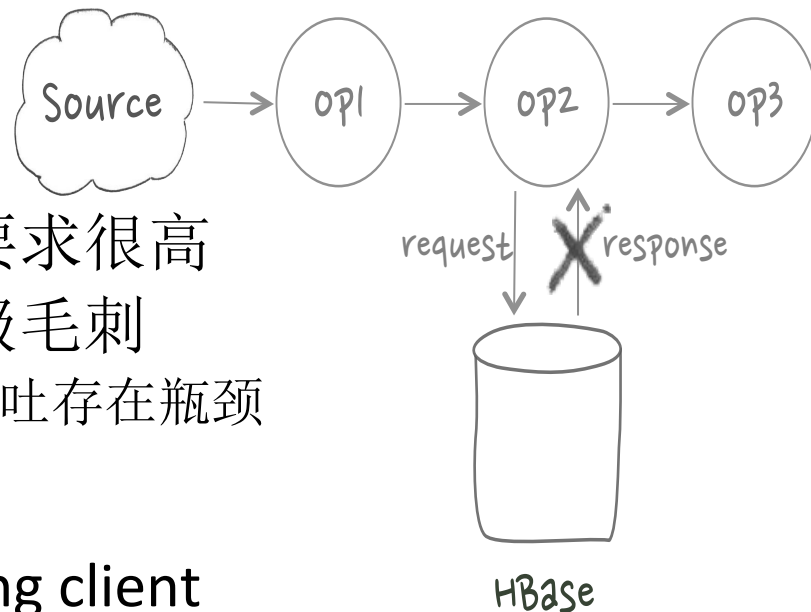 Source
op1
op2
op3
要求很高
request
response
级毛刺
吐存在瓶颈
ng client
HBase